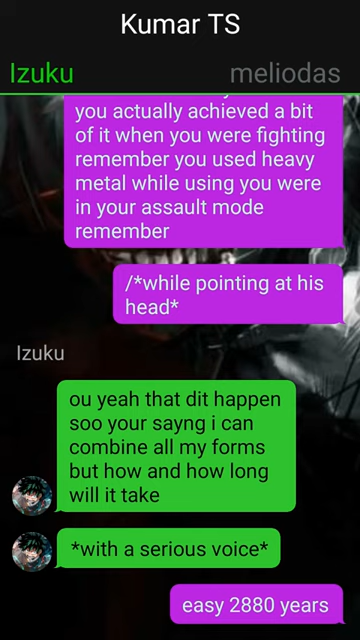 Kumar TS
Izuku meliodas
you actually achieved a bit
of it when you were fighting
remember you used heavy
metal while using you were
in your assault mode
remember
/*while pointing at his
head*
Izuku
ou yeah that dit happen
soo your sayng i can
combine all my forms
but how and how long
will it take
*with a serious voice*
easy 2880 years